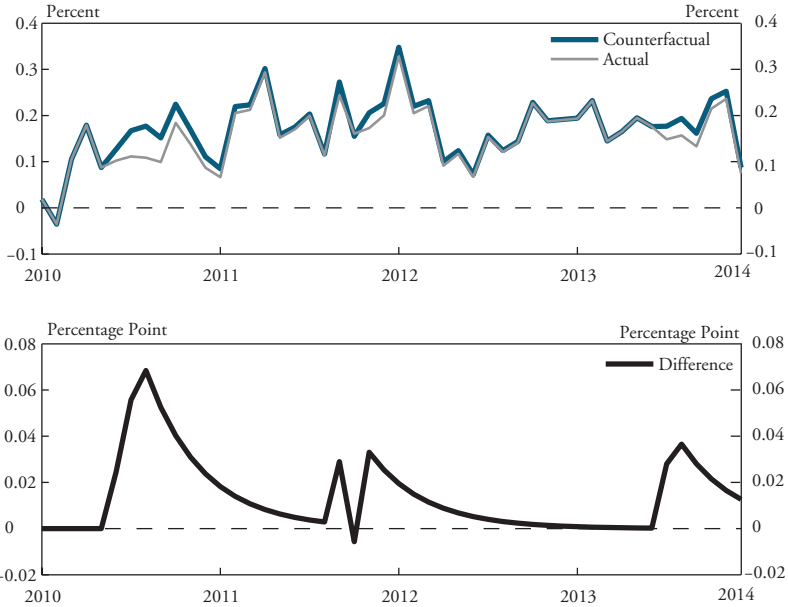 Percent Percent
0.4 0.4
Counterfactual
Actual
0.3 0.3
0.2 0.2
0.1 0.1
0 0
−0.1 −0.1
2010 2011 2012 2013 2014
Percentage Point Percentage Point
0.08 0.08
Difference
0.06 0.06
0.04 0.04
0.02 0.02
0 0
−0.02 −0.02
2010 2011 2012 2013 2014